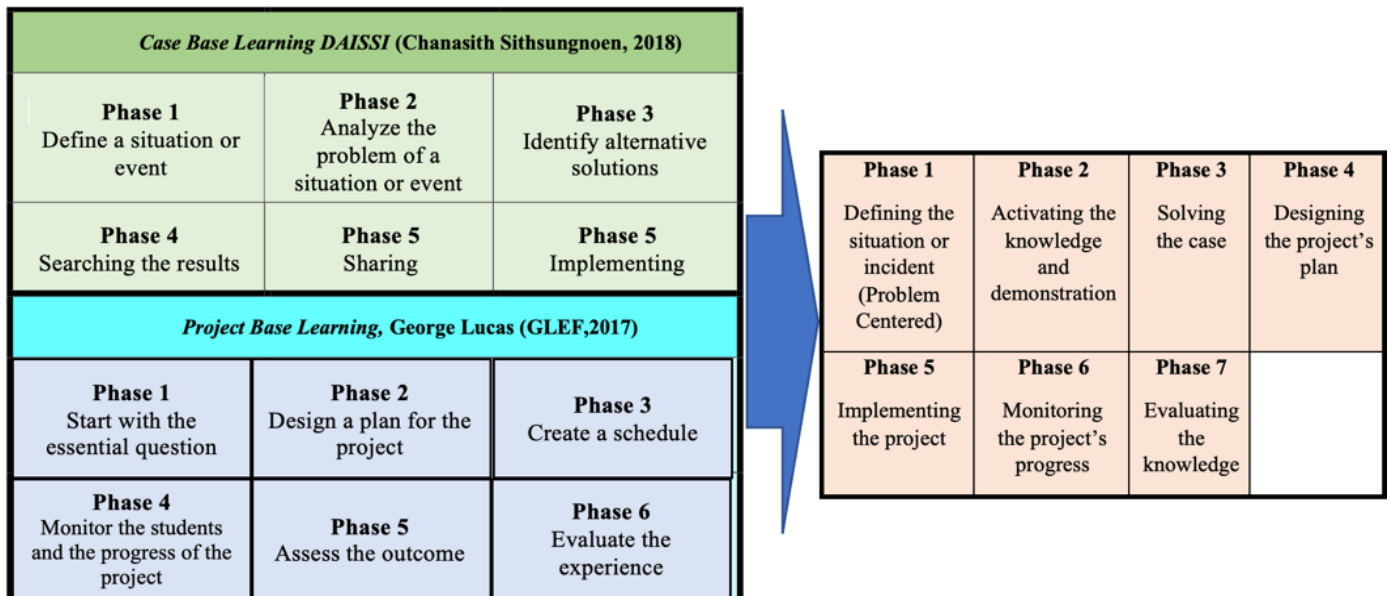 Case Base Learning DAISSI (Chanasith Sithsungnoen, 2018)
Phase 1
Define a situation or
event
Phase 2
Analyze the
problem of a
situation or event
Phase 3
Identify alternative
solutions
Phase 4
Searching the results
Phase 5
Sharing
Phase 5
Implementing
Project Base Learning, George Lucas (GLEF,2017)
Phase 1
Start with the
essential question
Phase 2
Design a plan for the
project
Phase 3
Create a schedule
Phase 4
Monitor the students
and the progress of the
project
Phase 5
Assess the outcome
Phase 6
Evaluate the
experience
Phase 1
Defining the
situation or
incident
(Problem
Centered)
Phase 2
Activating the
knowledge
and
demonstration
Phase 3
Solving
the case
Phase 4
Designing
the project's
plan
Phase 5
Implementing
the project
Phase 6
Monitoring
the project's
progress
Phase 7
Evaluating
the
knowledge